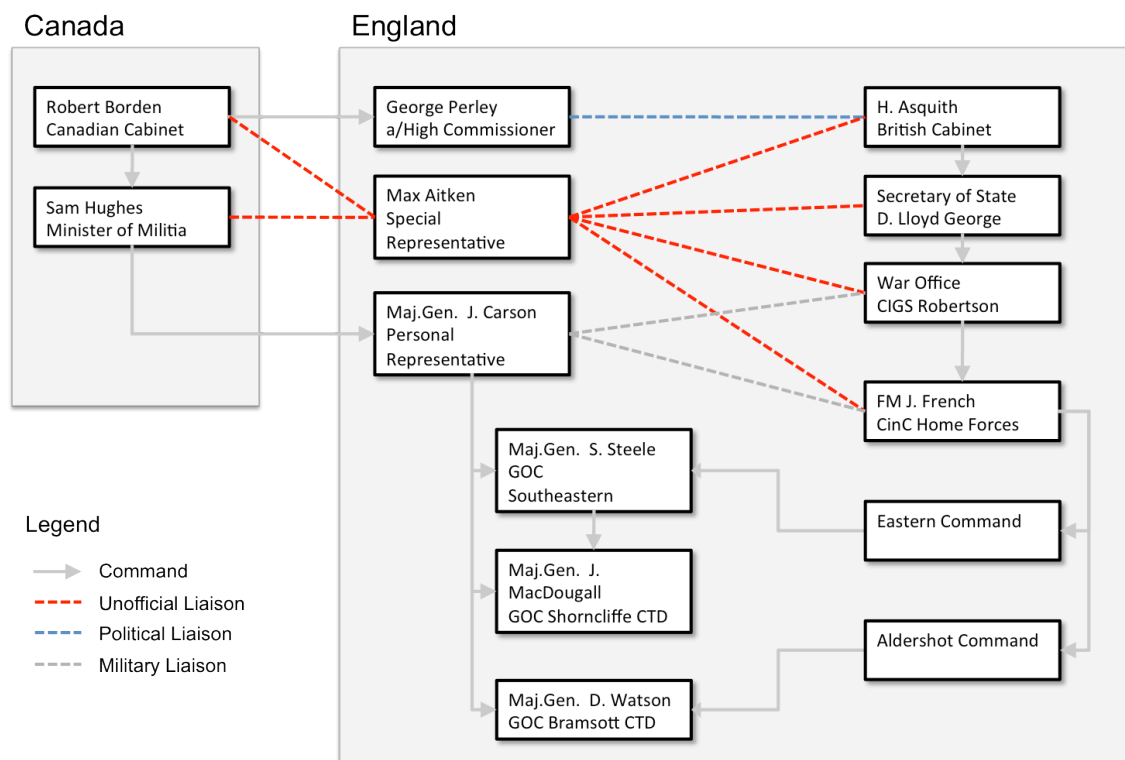 Canada
England
Robert Borden
Canadian Cabinet
Sam Hughes
Minister of Militia
George Perley
a/High Commissioner
Max Aitken
Special
Representative
Maj.Gen. J. Carson
Personal
Representative
H. Asquith
British Cabinet
Secretary of State
D. Lloyd George
War Office
CIGS Robertson
FM J. French
CinC Home Forces
Maj.Gen. S. Steele
GOC
Southeastern
Eastern Command
Maj.Gen. J.
MacDougall
GOC Shorncliffe CTD
Aldershot Command
Maj.Gen. D. Watson
GOC Bramsott CTD
Legend
Command
Unofficial Liaison
Political Liaison
Military Liaison